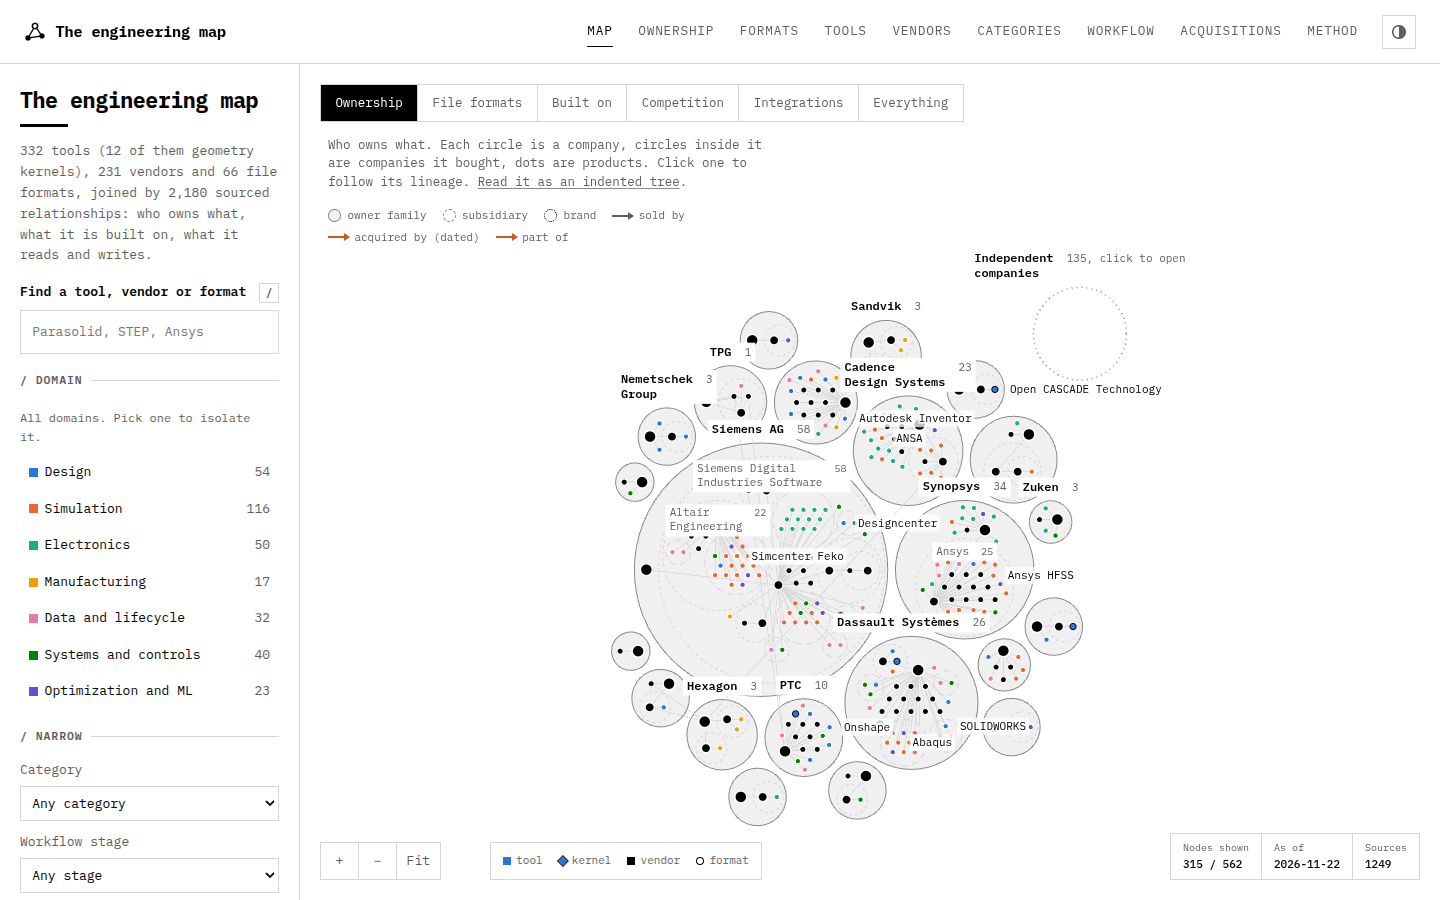 The engineering map
MAP OWNERSHIP FORMATS TOOLS VENDORS CATEGORIES WORKFLOW ACQUISITIONS METHOD
The engineering map
332 tools (12 of them geometry
kernels), 231 vendors and 66 file
formats, joined by 2,180 sourced
relationships: who owns what,
what it is built on, what it
reads and writes.
Find a tool, vendor or format /
Parasolid, STEP, Ansys
/ DOMAIN
All domains. Pick one to isolate
it.
Design 54
Simulation 116
Electronics 50
Manufacturing 17
Data and lifecycle 32
Systems and controls 40
Optimization and ML 23
/ NARROW
Category
Any category
Workflow stage
Any stage
Ownership File formats Built on Competition Integrations Everything
Who owns what. Each circle is a company, circles inside it
are companies it bought, dots are products. Click one to
follow its lineage. Read it as an indented tree.
owner family subsidiary brand sold by
acquired by (dated) part of
Independent 135, click to open
companies
Sandvik 3
TPG 1
Cadence 23
Design Systems
Nemetschek 3
Group
Open CASCADE Technology
Autodesk Inventor
Siemens AG 58
ANSA
Siemens Digital 58
Industries Software
Synopsys 34
Zuken 3
Altair 22
Engineering
Designcenter
Simcenter Feko
Ansys 25
Ansys HFSS
Dassault Systèmes 26
Hexagon 3
PTC 10
Onshape
SOLIDWORKS
Abaqus
+ − Fit
tool kernel vendor format
Nodes shown As of Sources
315 / 562 2026-11-22 1249